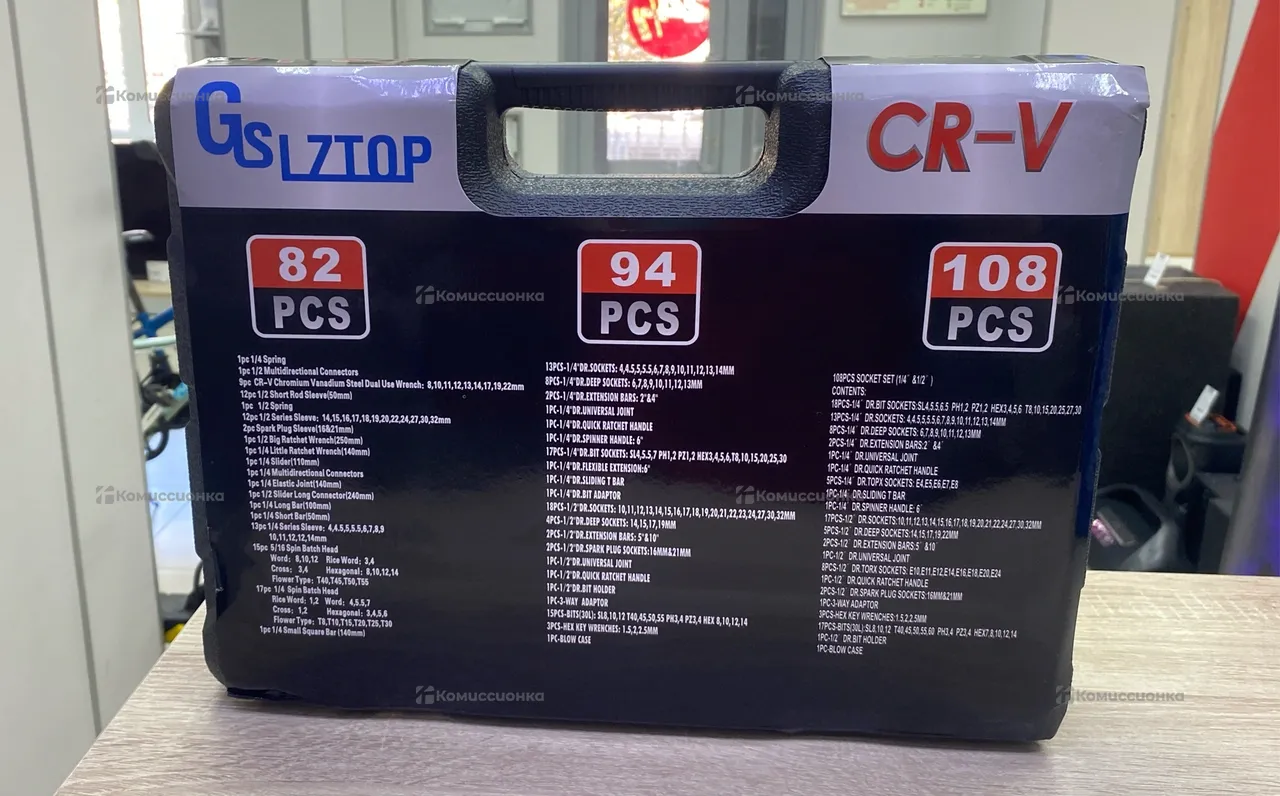 GSLZTOP
CR-V
82
PCS
1pc 1/4 Spring
1pc 1/2 Multidirectional Connectors
9pc CR-V Chromium Vanadium Steel Dual Use Wrench: 8,10,11,12,13,14,17,19,22mm
12pc 1/2 Short Rod Sleeve(50mm)
1pc 1/2 Spring
12pc 1/2 Series Sleeve: 14,15,16,17,18,19,20,22,24,27,30,32mm
2pc Spark Plug Sleeve(16&21mm)
1pc 1/2 Big Ratchet Wrench(250mm)
1pc 1/4 Little Ratchet Wrench(140mm)
1pc 1/4 Slider(110mm)
1pc 1/4 Multidirectional Connectors
1pc 1/4 Elastic Joint(140mm)
1pc 1/2 Slider Long Connector(240mm)
1pc 1/4 Long Bar(100mm)
1pc 1/4 Short Bar(50mm)
13pc 1/4 Series Sleeve: 4,4.5,5,5.5,6,7,8,9
10,11,12,12,14mm
15pc 5/16 Spin Batch Head
Word: 8,10,12 Rice Word: 3,4
Cross: 3,4 Hexagonal: 8,10,12,14
Flower Type: T40,T45,T50,T55
17pc 1/4 Spin Batch Head
Rice Word: 1,2 Word: 4,5.5,7
Cross: 1,2 Hexagonal: 3,4,5,6
Flower Type: T8,T10,T15,T20,T25,T30
1pc 1/4 Small Square Bar (140mm)
94
PCS
13PCS-1/4"DR.SOCKETS: 4,4.5,5,5.5,6,7,8,9,10,11,12,13,14MM
8PCS-1/4"DR.DEEP SOCKETS: 6,7,8,9,10,11,12,13MM
2PCS-1/4"DR.EXTENSION BARS: 2"&4"
1PC-1/4"DR.UNIVERSAL JOINT
1PC-1/4"DR.QUICK RATCHET HANDLE
1PC-1/4"DR.SPINNER HANDLE: 6"
17PCS-1/4"DR.BIT SOCKETS: SL4,5.5,7 PH1,2 PZ1,2 HEX3,4,5,6,T8,10,15,20,25,30
1PC-1/4"DR.FLEXIBLE EXTENSION:6"
1PC-1/4"DR.SLIDING T BAR
1PC-1/4"DR.BIT ADAPTOR
18PCS-1/2"DR.SOCKETS: 10,11,12,13,14,15,16,17,18,19,20,21,22,23,24,27,30,32MM
4PCS-1/2"DR.DEEP SOCKETS: 14,15,17,19MM
2PCS-1/2"DR.EXTENSION BARS: 5"&10"
2PCS-1/2"DR.SPARK PLUG SOCKETS:16MM&21MM
1PC-1/2"DR.UNIVERSAL JOINT
1PC-1/2"DR.QUICK RATCHET HANDLE
1PC-1/2"DR.BIT HOLDER
1PC-3-WAY ADAPTOR
15PCS-BITS(30L): SL8,10,12 T40,45,50,55 PH3,4 PZ3,4 HEX 8,10,12,14
3PCS-HEX KEY WRENCHES: 1.5,2,2.5MM
1PC-BLOW CASE
108
PCS
108PCS SOCKET SET (1/4" &1/2" )
CONTENTS:
18PCS-1/4" DR.BIT SOCKETS:SL4,5.5,6.5 PH1,2 PZ1,2 HEX3,4,5,6 T8,10,15,20,25,27,30
13PCS-1/4" DR.SOCKETS: 4,4.5,5,5.5,6,7,8,9,10,11,12,13,14MM
8PCS-1/4" DR.DEEP SOCKETS: 6,7,8,9,10,11,12,13MM
2PCS-1/4" DR.EXTENSION BARS:2" &4"
1PC-1/4" DR.UNIVERSAL JOINT
1PC-1/4" DR.QUICK RATCHET HANDLE
5PCS-1/4" DR.TOPX SOCKETS: E4,E5,E6,E7,E8
1PC-1/4" DR.SLIDING T BAR
1PC-1/4" DR.SPINNER HANDLE: 6"
17PCS-1/2" DR.SOCKETS:10,11,12,13,14,15,16,17,18,19,20,21,22,24,27,30,32MM
5PCS-1/2" DR.DEEP SOCKETS:14,15,17,19,22MM
2PCS-1/2" DR.EXTENSION BARS:5" &10
1PC-1/2" DR.UNIVERSAL JOINT
8PCS-1/2" DR.TORX SOCKETS: E10,E11,E12,E14,E16,E18,E20,E24
1PC-1/2" DR.QUICK RATCHET HANDLE
2PCS-1/2" DR.SPARK PLUG SOCKETS:16MM&21MM
1PC-3-WAY ADAPTOR
3PCS-HEX KEY WRENCHES:1.5,2,2.5MM
17PCS-BITS(30L):SL8,10,12 T40,45,50,55,60 PH3,4 PZ3,4 HEX7,8,10,12,14
1PC-1/2" DR.BIT HOLDER
1PC-BLOW CASE
Комиссионка
Комиссионка
Комиссионка
Комиссионка
Комиссионка
Комиссионка
Комиссионка
Комиссионка